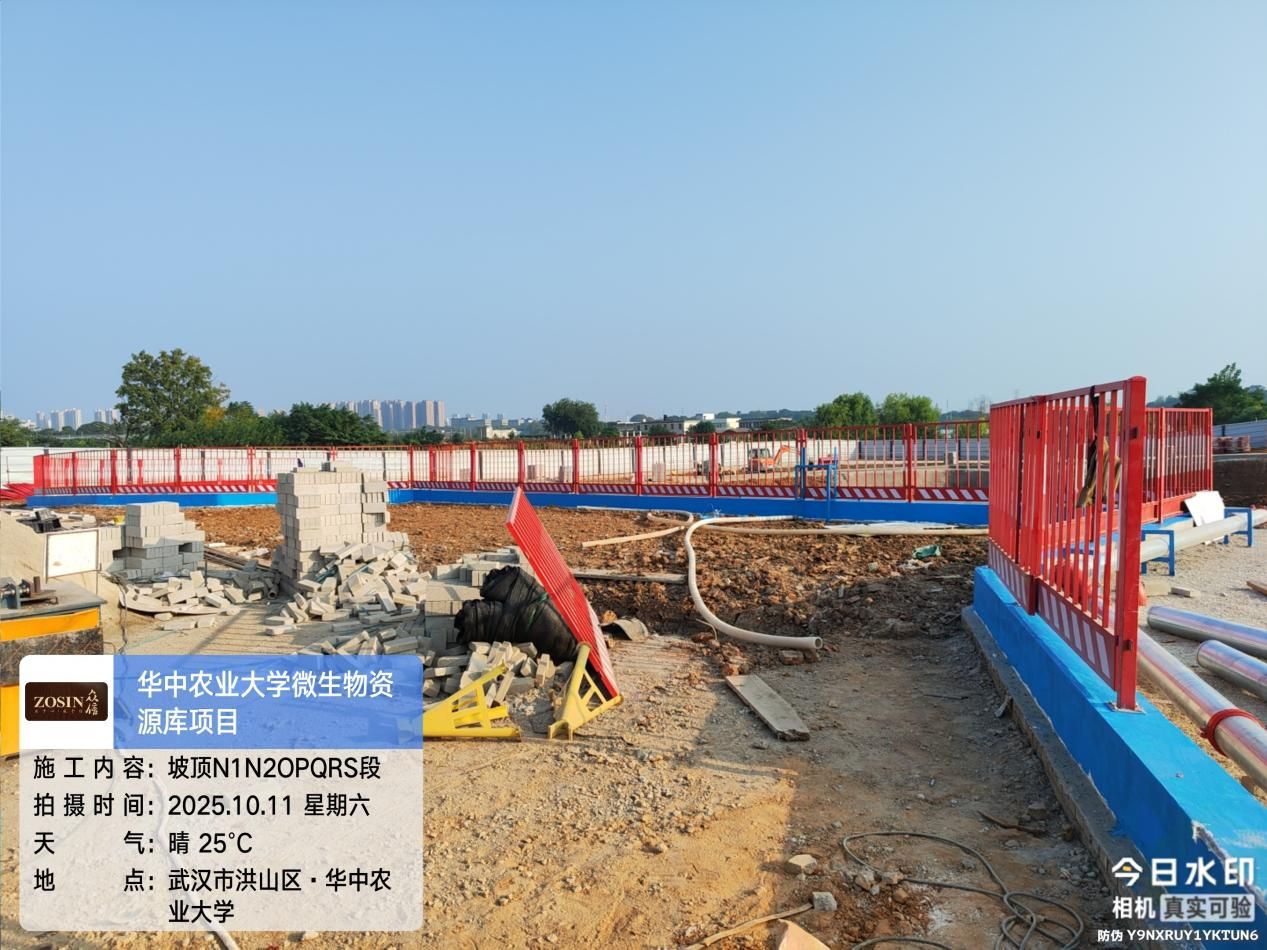 ZOSIN 众信
华中农业大学微生物资
源库项目
施工内容：坡顶N1N2OPQRS段
拍摄时间：2025.10.11 星期六
天气：晴 25°C
地点：武汉市洪山区·华中农
业大学
今日水印
相机 真实可验
防伪 Y9NXRUY1YKTUN6